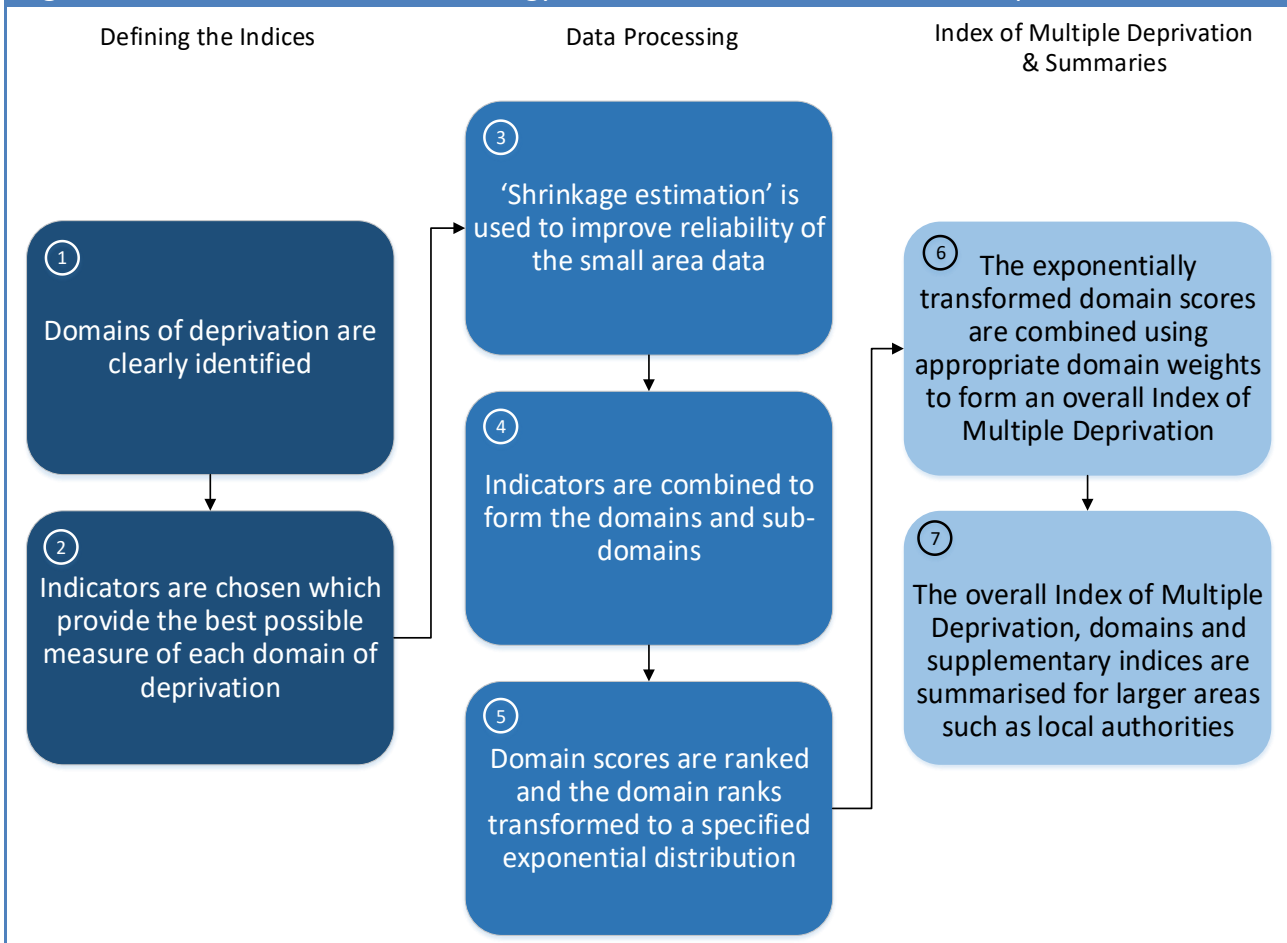 Defining the Indices
Data Processing
Index of Multiple Deprivation
& Summaries
1
Domains of deprivation are
clearly identified
2
Indicators are chosen which
provide the best possible
measure of each domain of
deprivation
3
‘Shrinkage estimation’ is
used to improve reliability of
the small area data
4
Indicators are combined to
form the domains and sub-
domains
5
Domain scores are ranked
and the domain ranks
transformed to a specified
exponential distribution
6
The exponentially
transformed domain scores
are combined using
appropriate domain weights
to form an overall Index of
Multiple Deprivation
7
The overall Index of Multiple
Deprivation, domains and
supplementary indices are
summarised for larger areas
such as local authorities